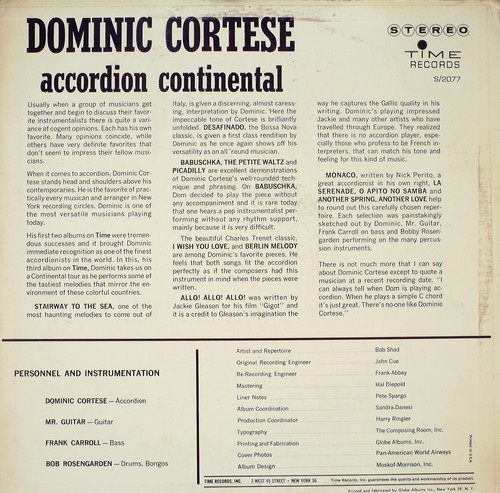 DOMINIC CORTESE
accordion continental
STEREO
TIME
RECORDS
S/2077
Usually when a group of musicians get
together and begin to discuss their favor-
ite instrumentalists there is quite a vari-
ance of cogent opinions. Each has his own
favorite. Many opinions coincide, while
others have very definite favorites that
don't seem to impress their fellow musi-
cians.
When it comes to accordion, Dominic Cor-
tese stands head and shoulders above his
contemporaries. He is the favorite of practi-
cally every musician and arranger in New
York recording circles. Dominic is one of
the most versatile musicians playing
today.
His first two albums on Time were tremen-
dous successes and it brought Dominic
immediate recognition as one of the finest
accordionists in the world. In this, his
third album on Time, Dominic takes us on
a Continental tour as he performs some of
the tastiest melodies that mirror the en-
vironment of these colorful countries.
STAIRWAY TO THE SEA, one of the
most haunting melodies to come out of
Italy, is given a discerning, almost caress-
ing, interpretation by Dominic. Here the
impeccable tone of Cortese is brilliantly
unfolded. DESAFINADO, the Bossa Nova
classic, is given a first class rendition by
Dominic as he once again shows off his
versatility as an all 'round musician.
BABUSCHKA, THE PETITE WALTZ and
PICADILLY are excellent demonstrations
of Dominic Cortese's well-rounded tech-
nique and phrasing. On BABUSCHKA,
Dom decided to play the piece without
any accompaniment and it is rare today
that one hears a pop instrumentalist per-
forming without any rhythm support,
mainly because it is very difficult.
The beautiful Charles Trenet classic,
I WISH YOU LOVE, and BERLIN MELODY
are among Dominic's favorite pieces. He
feels that both songs fit the accordion
perfectly as if the composers had this
instrument in mind when the pieces were
written.
ALLO! ALLO! ALLO! was written by
Jackie Gleason for his film "Gigot" and
it is a credit to Gleason's imagination the
way he captures the Gallic quality in his
writing. Dominic's playing impressed
Jackie and many other artists who have
travelled through Europe. They realized
that there is no accordion player, espe-
cially those who profess to be French in-
terpreters, that can match his tone and
feeling for this kind of music.
MONACO, written by Nick Perito, a
great accordionist in his own right, LA
SERENADE, O APITO NO SAMBA and
ANOTHER SPRING, ANOTHER LOVE help
to round out this carefully chosen reper-
toire. Each selection was painstakingly
sketched out by Dominic, Mr. Guitar,
Frank Carroll on bass and Bobby Rosen-
garden performing on the many percus-
sion instruments.
There is not much more that I can say
about Dominic Cortese except to quote a
musician at a recent recording date. "I
can always tell when Dom is playing ac-
cordion. When he plays a simple C chord
it's just great. There's no one like Dominic
Cortese."
PERSONNEL AND INSTRUMENTATION
DOMINIC CORTESE — Accordion
MR. GUITAR — Guitar
FRANK CARROLL — Bass
BOB ROSENGARDEN — Drums, Bongos
Artist and Repertoire Bob Shad
Original Recording Engineer John Cue
Re-Recording Engineer Frank Abbey
Mastering Hal Diepold
Liner Notes Pete Spargo
Album Coordination Sandra Danesi
Production Coordinator Harry Ringler
Typography The Composing Room, Inc.
Printing and Fabrication Globe Albums, Inc.
Cover Photos Pan-American World Airways
Album Design Moskof-Morrison, Inc.
Printed in U.S.A.
TIME RECORDS, INC. 2 WEST 45 STREET • NEW YORK 36 Time Records, Inc. guarantees the quality and workmanship of its product.
Printed and Fabricated by Globe Albums Inc., New York 17, N. Y.